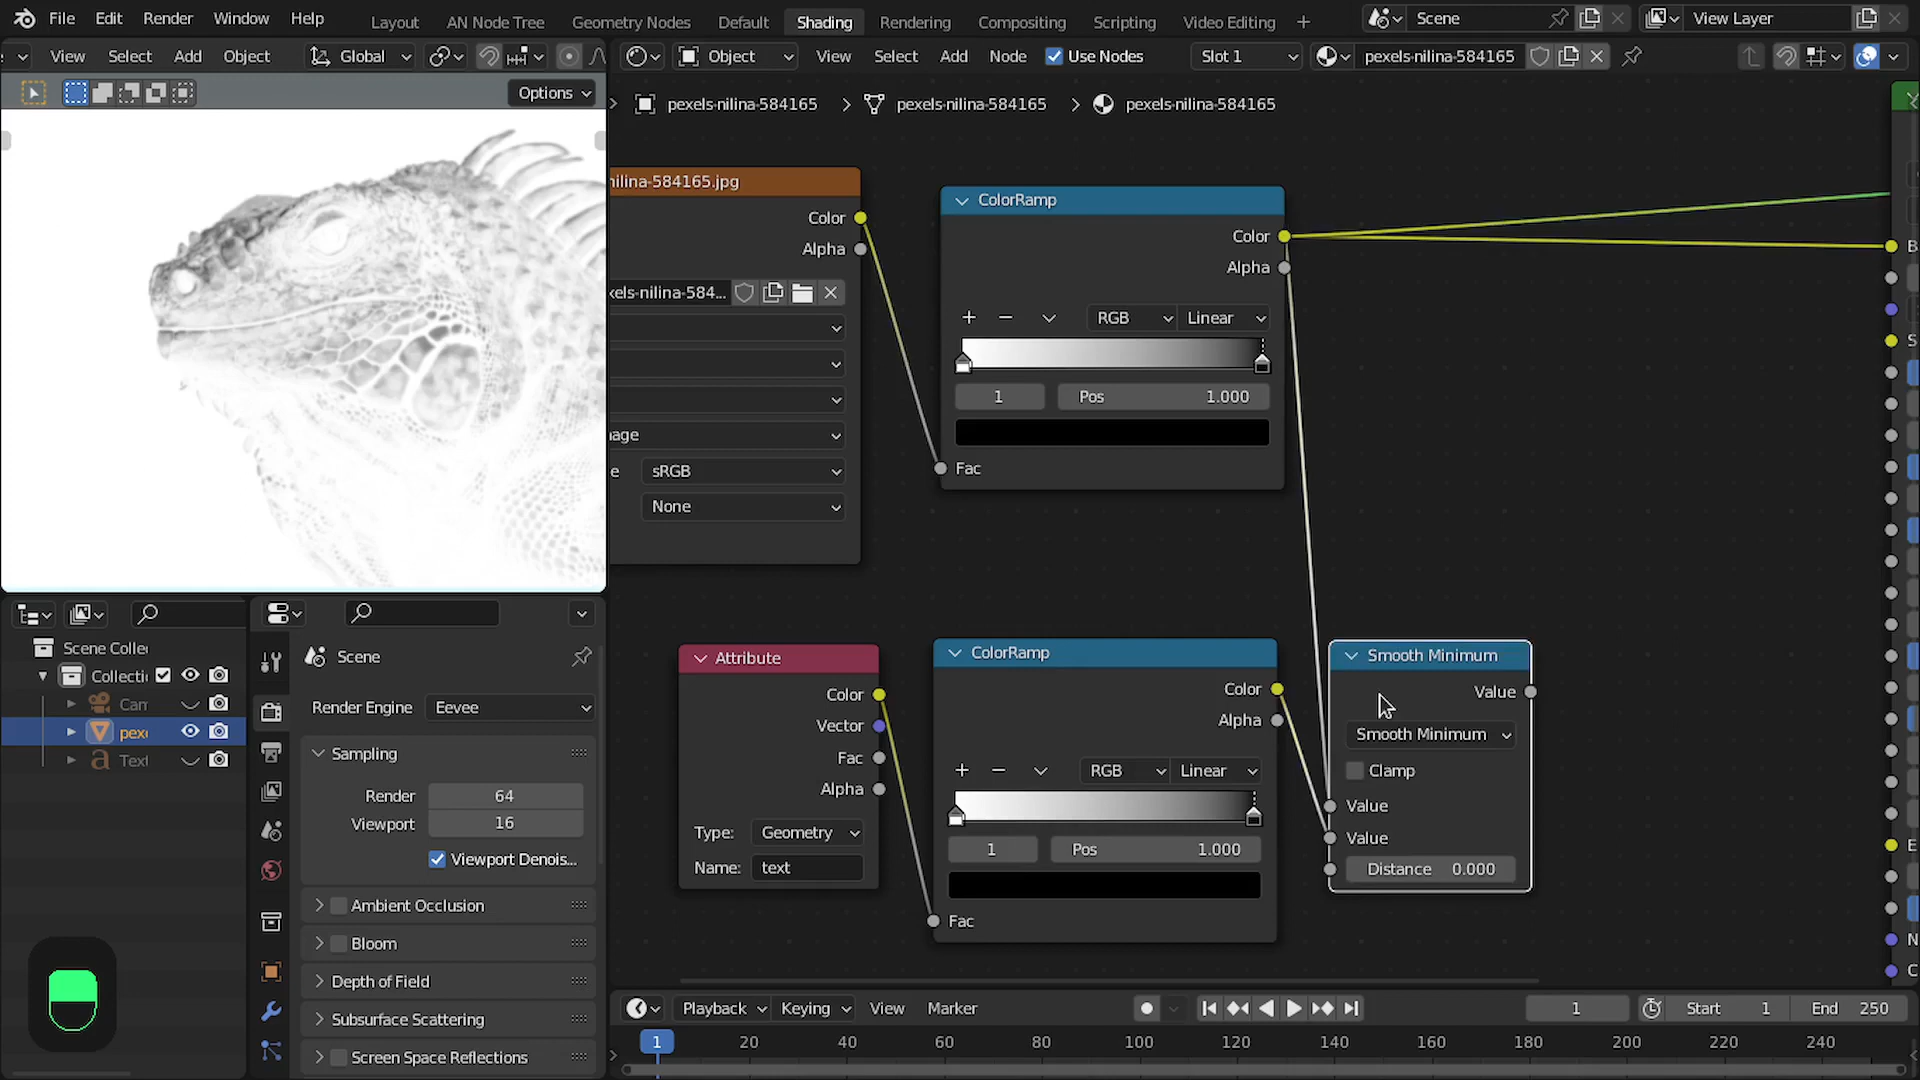 File Edit Render Window Help
Layout AN Node Tree Geometry Nodes Default Shading Rendering Compositing Scripting Video Editing +
Scene
View Layer
View Select Add Object
Global
Object
View Select Add Node Use Nodes
Slot 1
pexels-nilina-584165
Options
pexels-nilina-584165 > pexels-nilina-584165 > pexels-nilina-584165
nilina-584165.jpg
Color
Alpha
xels-nilina-584...
sRGB
None
ColorRamp
Color
Alpha
RGB Linear
1 Pos 1.000
Fac
Attribute
Color
Vector
Fac
Alpha
Type: Geometry
Name: text
ColorRamp
Color
Alpha
RGB Linear
1 Pos 1.000
Fac
Smooth Minimum
Value
Smooth Minimum
Clamp
Value
Value
Distance 0.000
B
S
E
N
C
Scene Colle
Collecti
Can
pex
Text
Scene
Render Engine Eevee
Sampling
Render 64
Viewport 16
Viewport Denois...
Ambient Occlusion
Bloom
Depth of Field
Subsurface Scattering
Screen Space Reflections
Playback Keying View Marker
1
Start 1
End 250
1 20 40 60 80 100 120 140 160 180 200 220 240